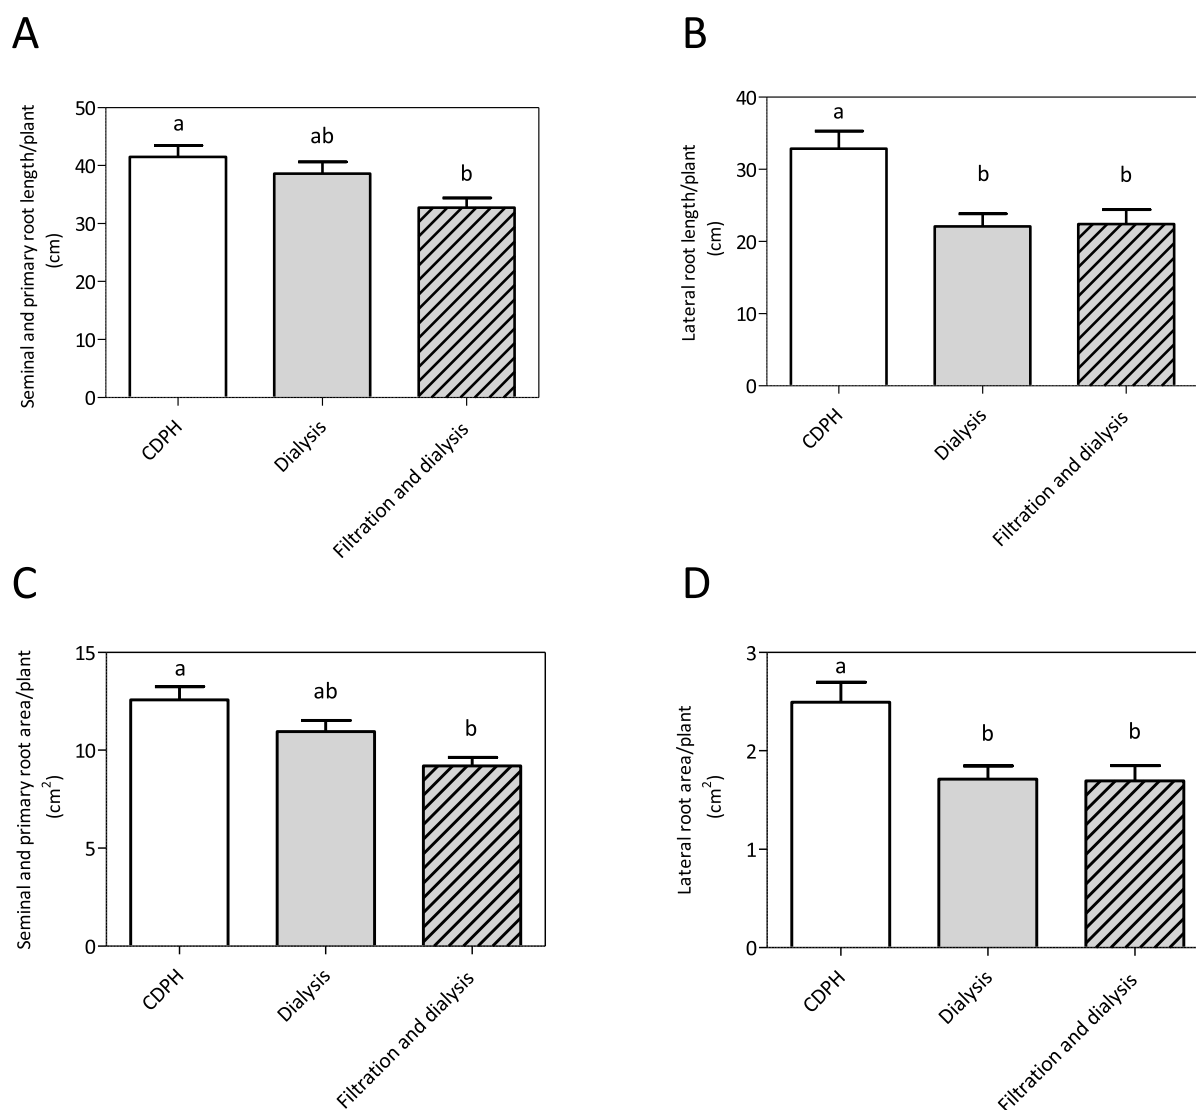 A
B
Seminal and primary root length/plant
(cm)
50
40
30
20
10
0
a
ab
b
CDPH
Dialysis
Filtration and dialysis
Lateral root length/plant
(cm)
40
30
20
10
0
a
b
b
CDPH
Dialysis
Filtration and dialysis
C
D
Seminal and primary root area/plant
(cm²)
15
10
5
0
a
ab
b
CDPH
Dialysis
Filtration and dialysis
Lateral root area/plant
(cm²)
3
2
1
0
a
b
b
CDPH
Dialysis
Filtration and dialysis